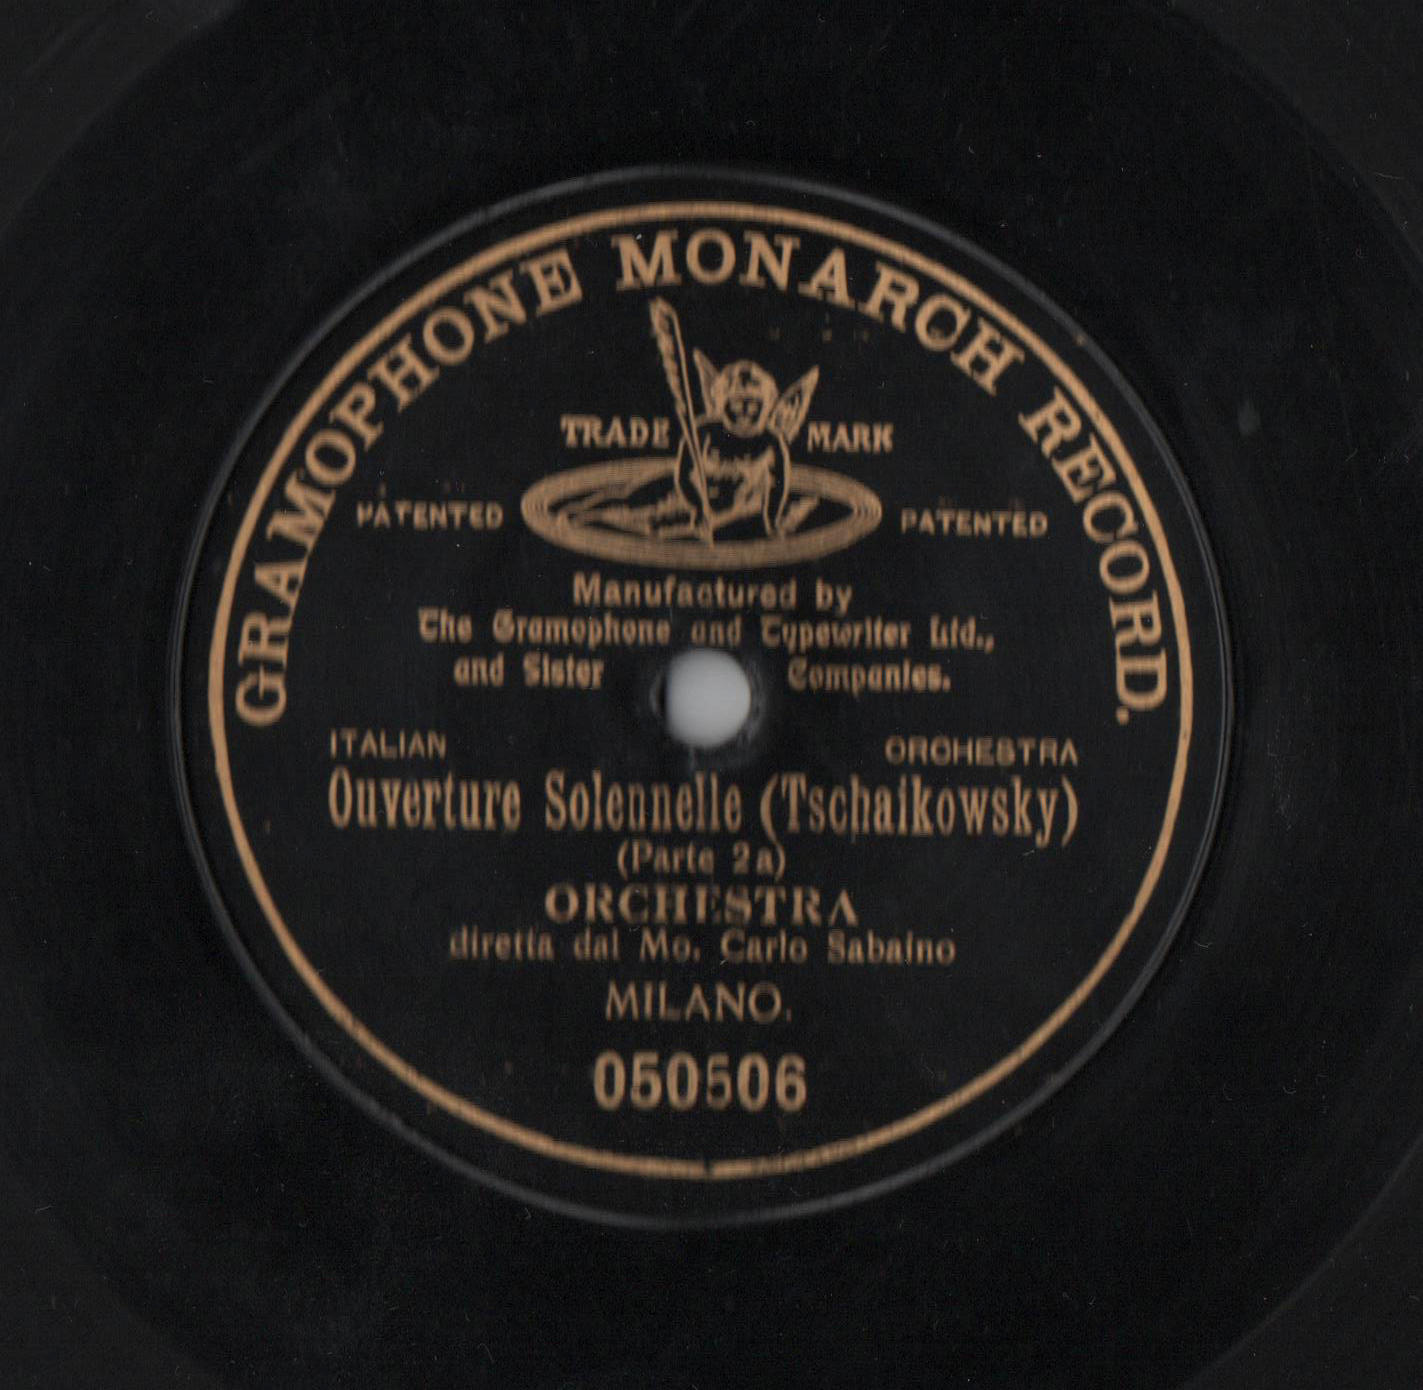 GRAMOPHONE MONARCH RECORD.
TRADE MARK
PATENTED PATENTED
Manufactured by
The Gramophone and Typewriter Ltd.,
and Sister Companies.
ITALIAN ORCHESTRA
Ouverture Solennelle (Tschaikowsky)
(Parte 2a)
ORCHESTRA
diretta dal Mo. Carlo Sabaino
MILANO.
050506